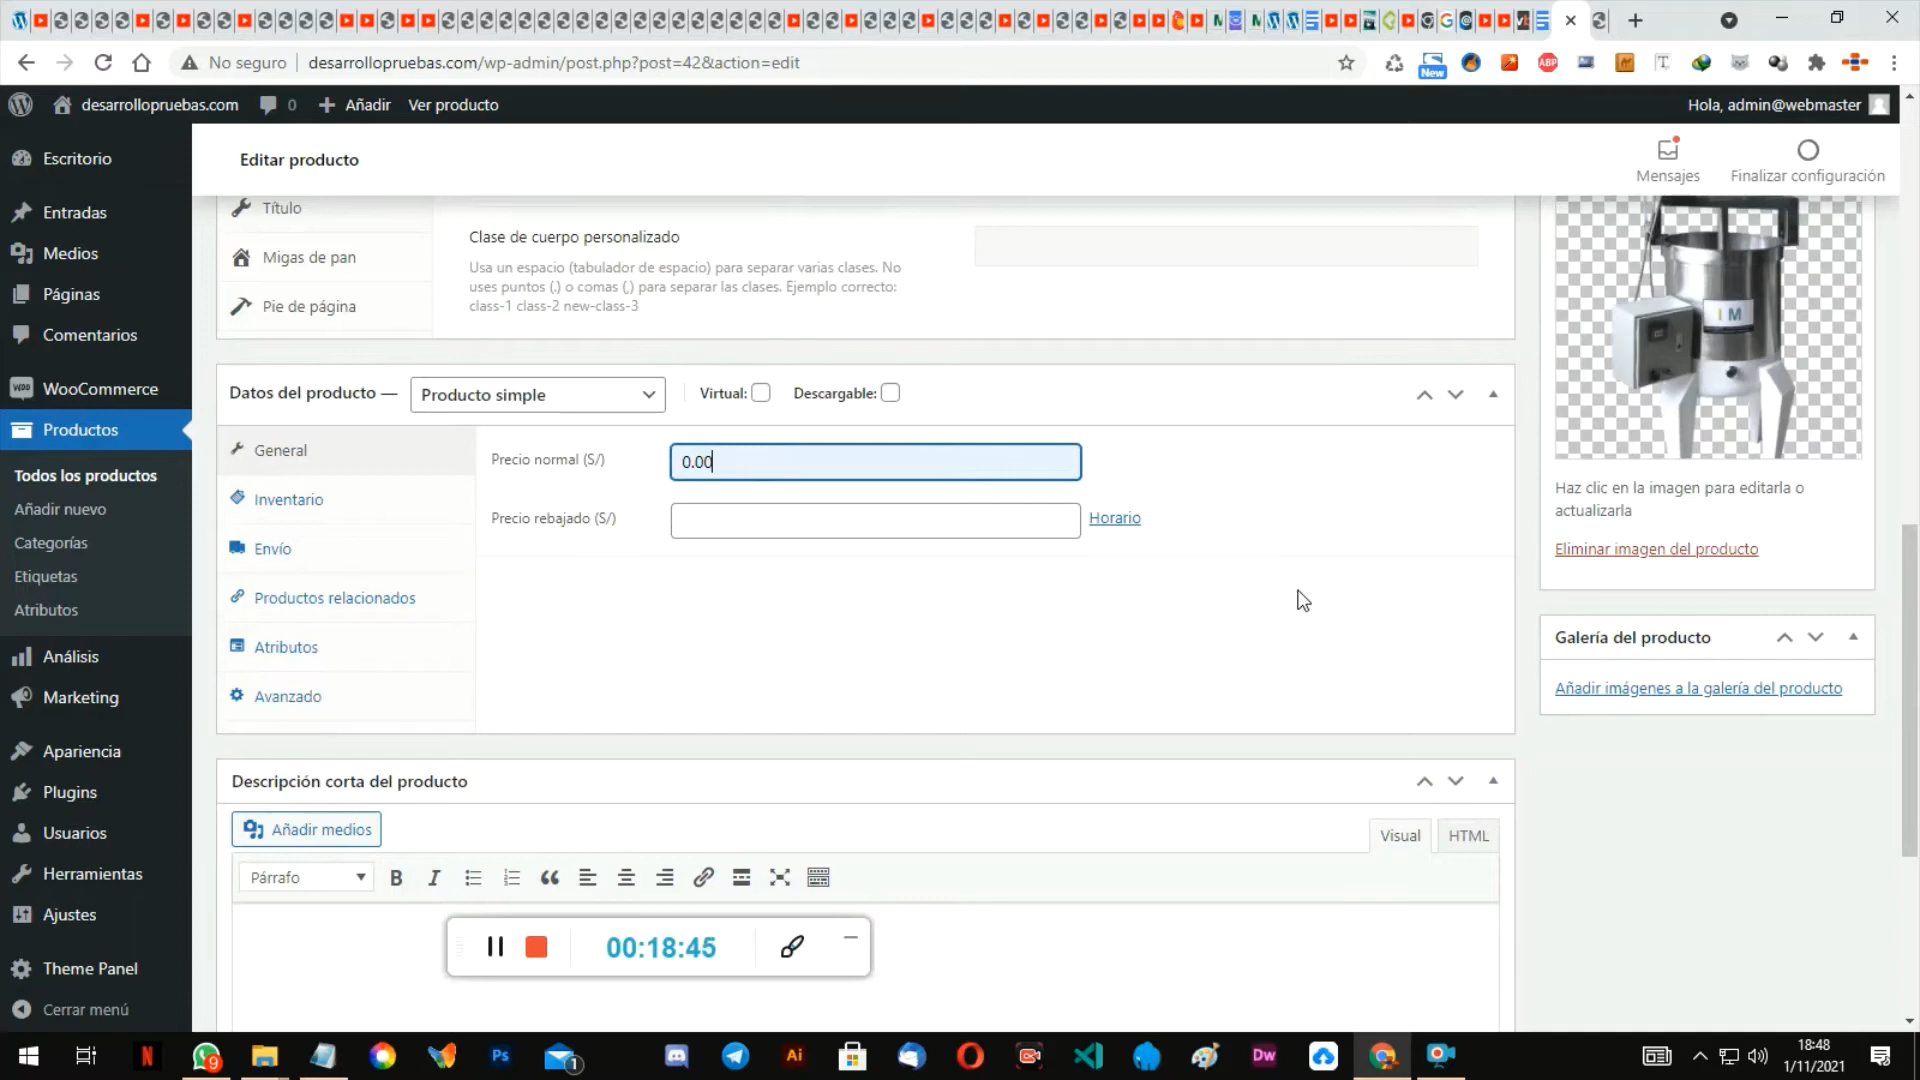 No seguro
desarrollopruebas.com/wp-admin/post.php?post=42&action=edit
New
ABP
desarrollopruebas.com
0
Añadir
Ver producto
Hola, admin@webmaster
Editar producto
Mensajes
Finalizar configuración
Escritorio
Entradas
Medios
Páginas
Comentarios
WooCommerce
Productos
Todos los productos
Añadir nuevo
Categorías
Etiquetas
Atributos
Análisis
Marketing
Apariencia
Plugins
Usuarios
Herramientas
Ajustes
Theme Panel
Cerrar menú
Título
Migas de pan
Pie de página
Clase de cuerpo personalizado
Usa un espacio (tabulador de espacio) para separar varias clases. No
uses puntos (.) o comas (,) para separar las clases. Ejemplo correcto:
class-1 class-2 new-class-3
Datos del producto —
Producto simple
Virtual:
Descargable:
General
Inventario
Envío
Productos relacionados
Atributos
Avanzado
Precio normal (S/)
0.00
Precio rebajado (S/)
Horario
I M
Haz clic en la imagen para editarla o
actualizarla
Eliminar imagen del producto
Galería del producto
Añadir imágenes a la galería del producto
Descripción corta del producto
Añadir medios
Visual
HTML
Párrafo
B
I
00:18:45
N
9
Ps
1
Ai
Dw
18:48
1/11/2021